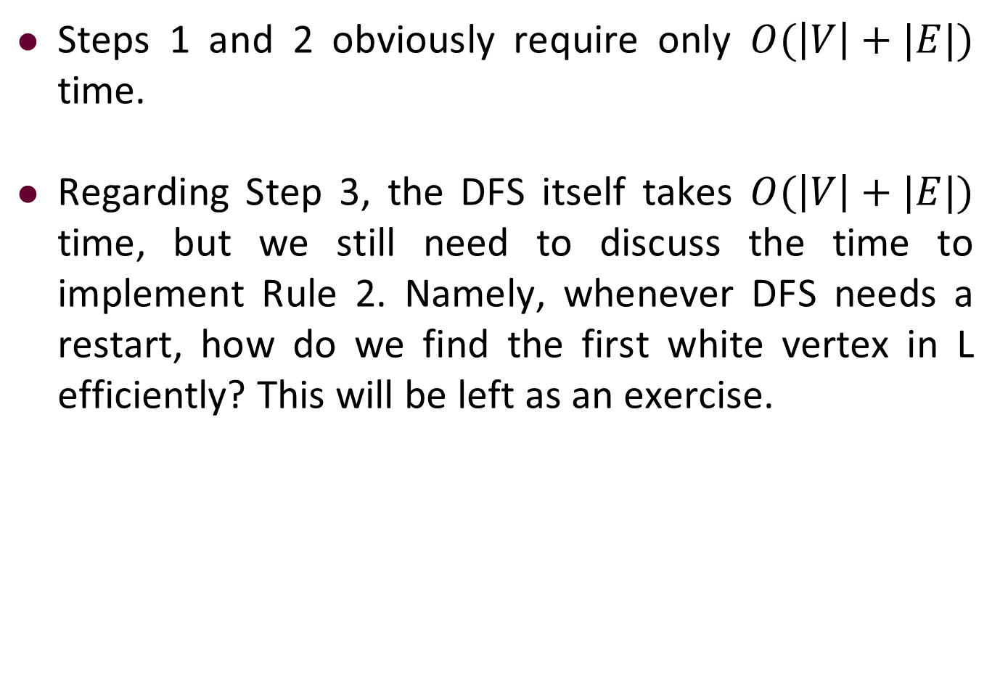 • Steps 1 and 2 obviously require only O(|V| + |E|)
time.
• Regarding Step 3, the DFS itself takes O(|V| + |E|)
time, but we still need to discuss the time to
implement Rule 2. Namely, whenever DFS needs a
restart, how do we find the first white vertex in L
efficiently? This will be left as an exercise.